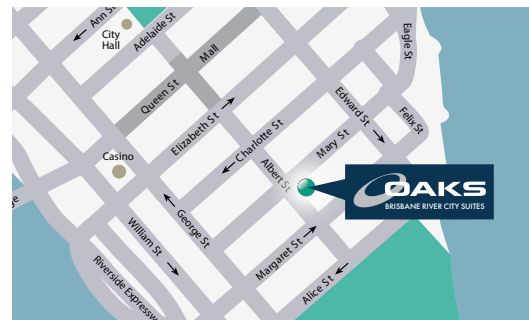 Ann St
City
Hall
Adelaide St
Eagle St
Mall
Queen St
Elizabeth St
Edward St
Felix St
Charlotte St
Mary St
Casino
Albert St
OAKS
BRISBANE RIVER CITY SUITES
George St
William St
Margaret St
Riverside Expressw
Alice St